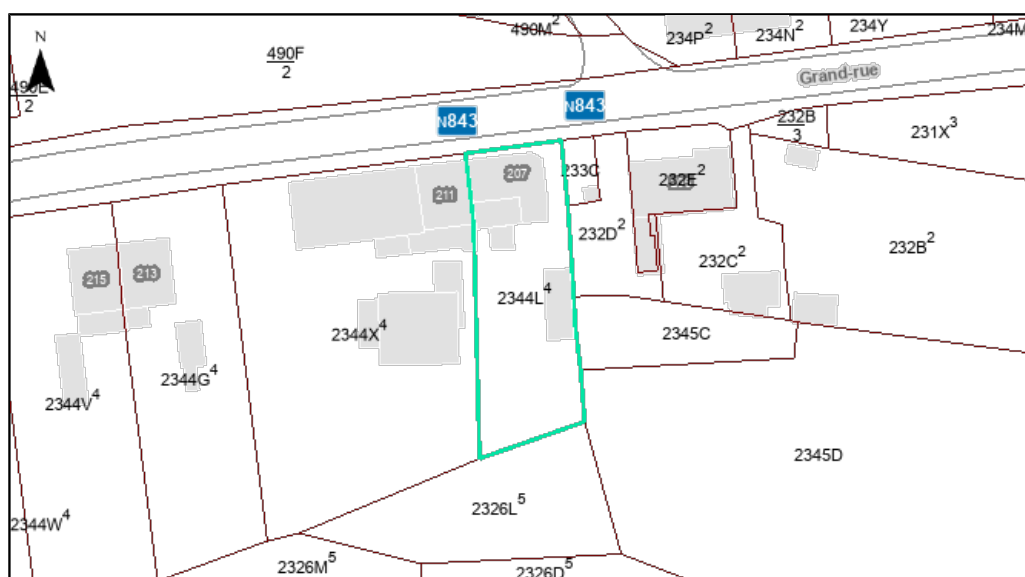 490M²
234P²
234N²
234Y
234M
N
490F
2
490E
2
Grand-rue
N843
N843
232B
3
231X³
207
233C
232E²
211
232D²
232B²
232C²
215
213
2344L⁴
2344X⁴
2345C
2344G⁴
2344V⁴
2345D
2326L⁵
2344W⁴
2326M⁵
2326D⁵